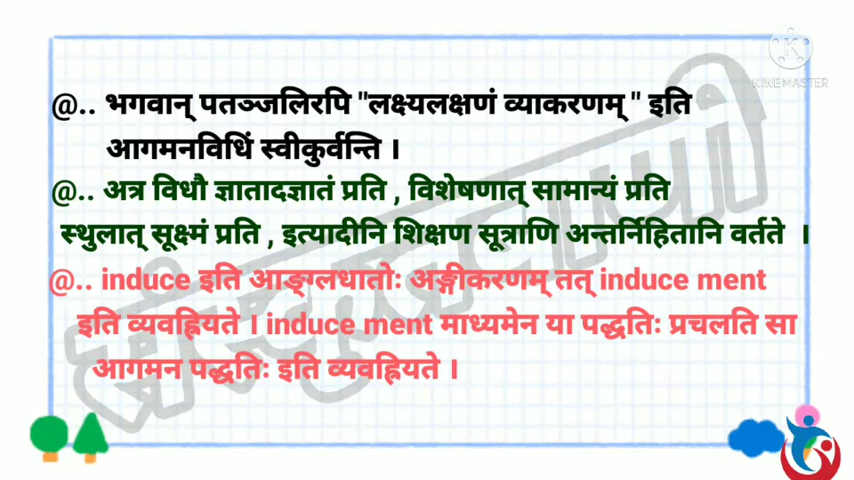 KINEMASTER
@.. भगवान् पतञ्जलिरपि "लक्ष्यलक्षणं व्याकरणम् " इति
आगमनविधिं स्वीकुर्वन्ति ।
@.. अत्र विधौ ज्ञातादज्ञातं प्रति , विशेषणात् सामान्यं प्रति
स्थुलात् सूक्ष्मं प्रति , इत्यादीनि शिक्षण सूत्राणि अन्तर्निहितानि वर्तते ।
@.. induce इति आङ्ग्लधातोः अङ्गीकरणम् तत् induce ment
इति व्यवह्रियते । induce ment माध्यमेन या पद्धतिः प्रचलति सा
आगमन पद्धतिः इति व्यवह्रियते ।
संस्कृतवाणी